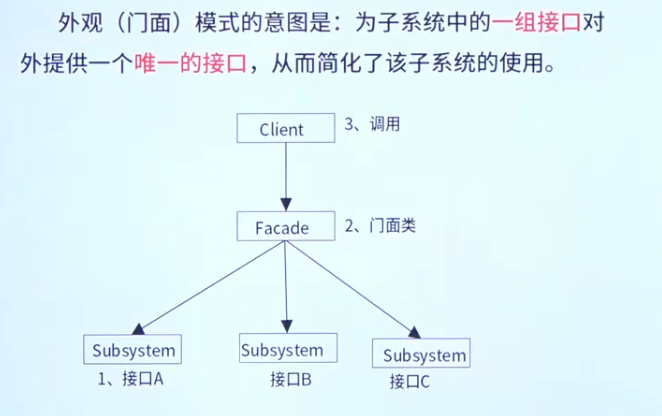 外观（门面）模式的意图是：为子系统中的一组接口对
外提供一个唯一的接口，从而简化了该子系统的使用。
Client
3、调用
Facade
2、门面类
Subsystem
Subsystem
Subsystem
1、接口A
接口B
接口C